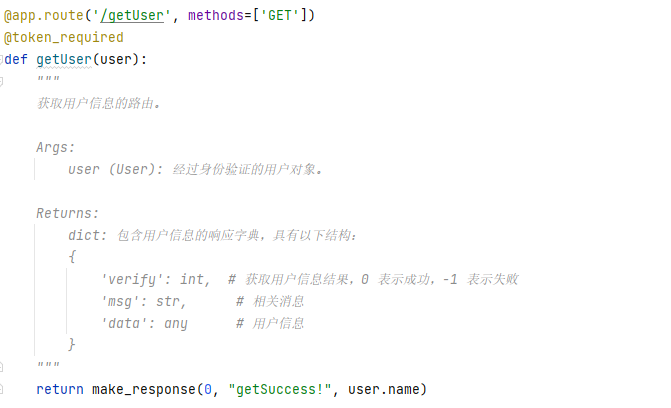 @app.route('/getUser', methods=['GET'])
@token_required
def getUser(user):
    """
    获取用户信息的路由。

    Args:
        user (User): 经过身份验证的用户对象。

    Returns:
        dict: 包含用户信息的响应字典，具有以下结构：
        {
            'verify': int,  # 获取用户信息结果，0 表示成功，-1 表示失败
            'msg': str,      # 相关消息
            'data': any      # 用户信息
        }
    """
    return make_response(0, "getSuccess!", user.name)